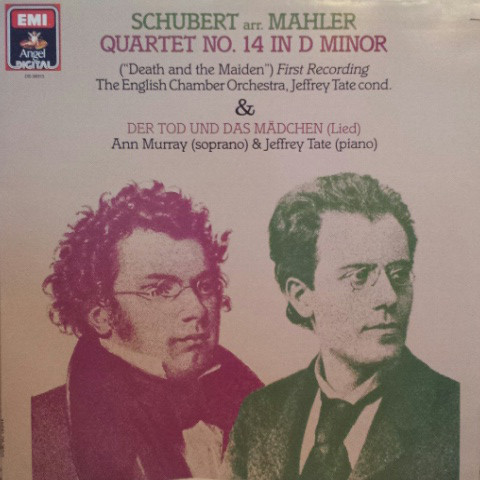 EMI
Angel
DIGITAL
SCHUBERT arr. MAHLER
QUARTET NO. 14 IN D MINOR
("Death and the Maiden") First Recording
The English Chamber Orchestra, Jeffrey Tate cond.
&
DER TOD UND DAS MÄDCHEN (Lied)
Ann Murray (soprano) & Jeffrey Tate (piano)